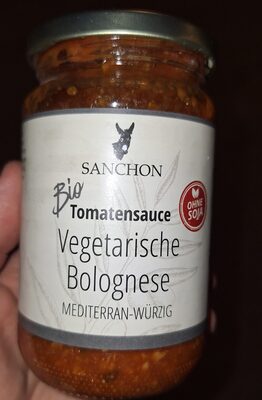 SANCHON
Bio
Tomatensauce
OHNE
SOJA
Vegetarische
Bolognese
MEDITERRAN-WÜRZIG